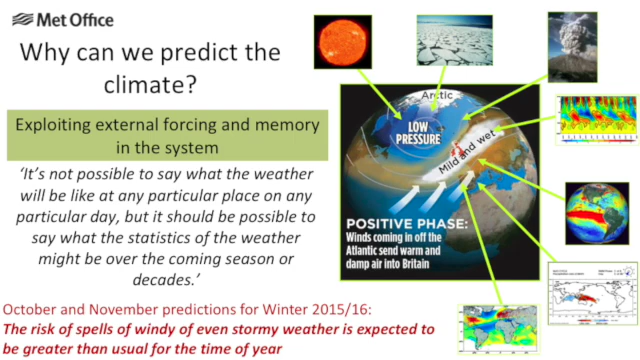 Met Office
Why can we predict the
climate?
Exploiting external forcing and memory
in the system
‘It’s not possible to say what the weather
will be like at any particular place on any
particular day, but it should be possible to
say what the statistics of the weather
might be over the coming season or
decades.’
October and November predictions for Winter 2015/16:
The risk of spells of windy of even stormy weather is expected to
be greater than usual for the time of year
Arctic
LOW
PRESSURE
Mild and wet
POSITIVE PHASE:
Winds coming in off the
Atlantic send warm and
damp air into Britain